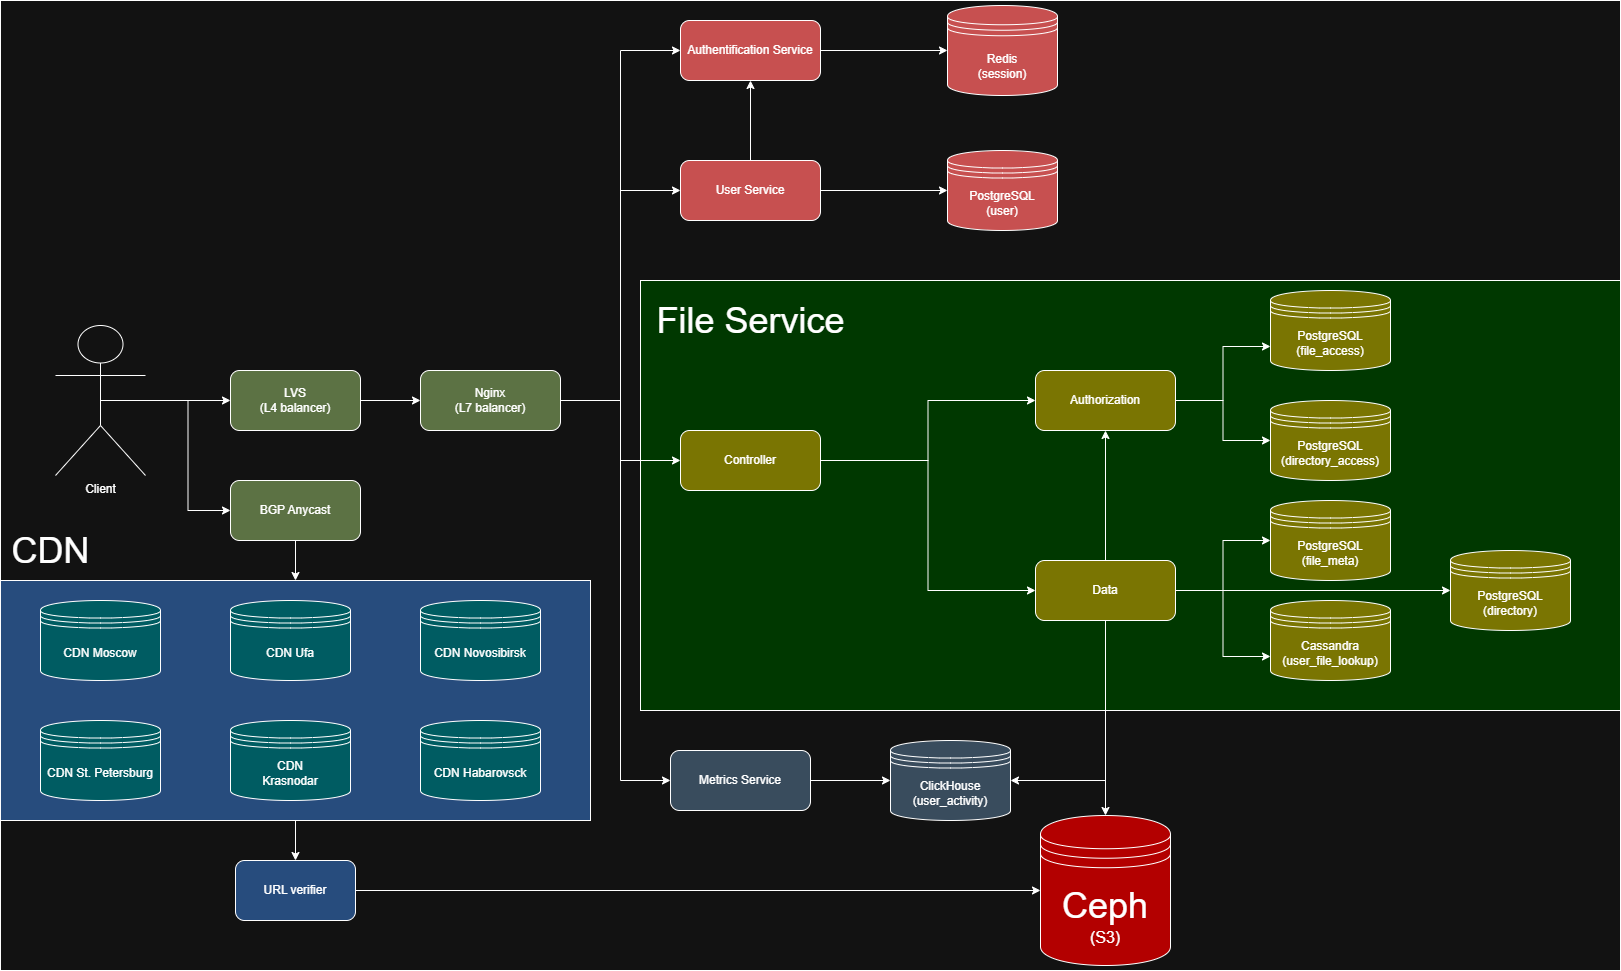 Authentification Service
Redis
(session)
User Service
PostgreSQL
(user)
File Service
PostgreSQL
(file_access)
LVS
(L4 balancer)
Nginx
(L7 balancer)
Authorization
PostgreSQL
(directory_access)
Controller
Client
BGP Anycast
CDN
PostgreSQL
(file_meta)
Data
PostgreSQL
(directory)
Cassandra
(user_file_lookup)
CDN Moscow
CDN Ufa
CDN Novosibirsk
CDN St. Petersburg
CDN
Krasnodar
CDN Habarovsck
Metrics Service
ClickHouse
(user_activity)
URL verifier
Ceph
(S3)